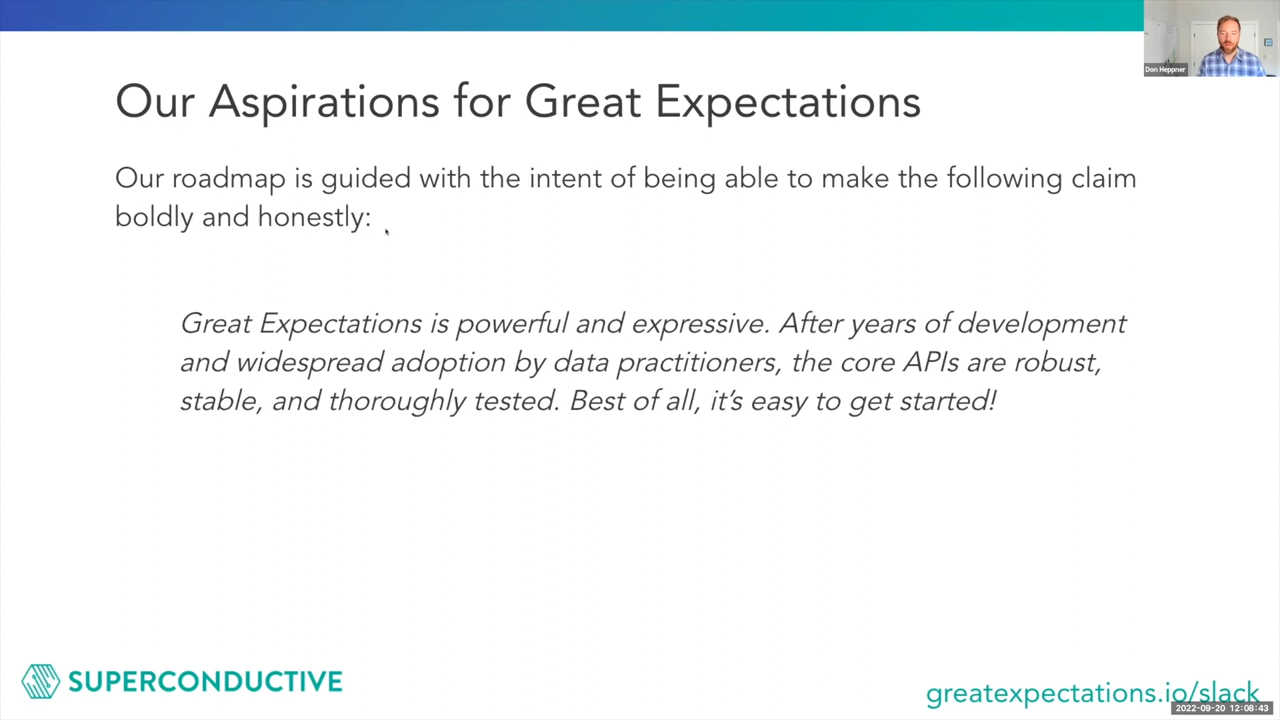 Don Heppner
Our Aspirations for Great Expectations
Our roadmap is guided with the intent of being able to make the following claim
boldly and honestly:
Great Expectations is powerful and expressive. After years of development
and widespread adoption by data practitioners, the core APIs are robust,
stable, and thoroughly tested. Best of all, it’s easy to get started!
SUPERCONDUCTIVE
greatexpectations.io/slack
2022-09-20 12:08:43